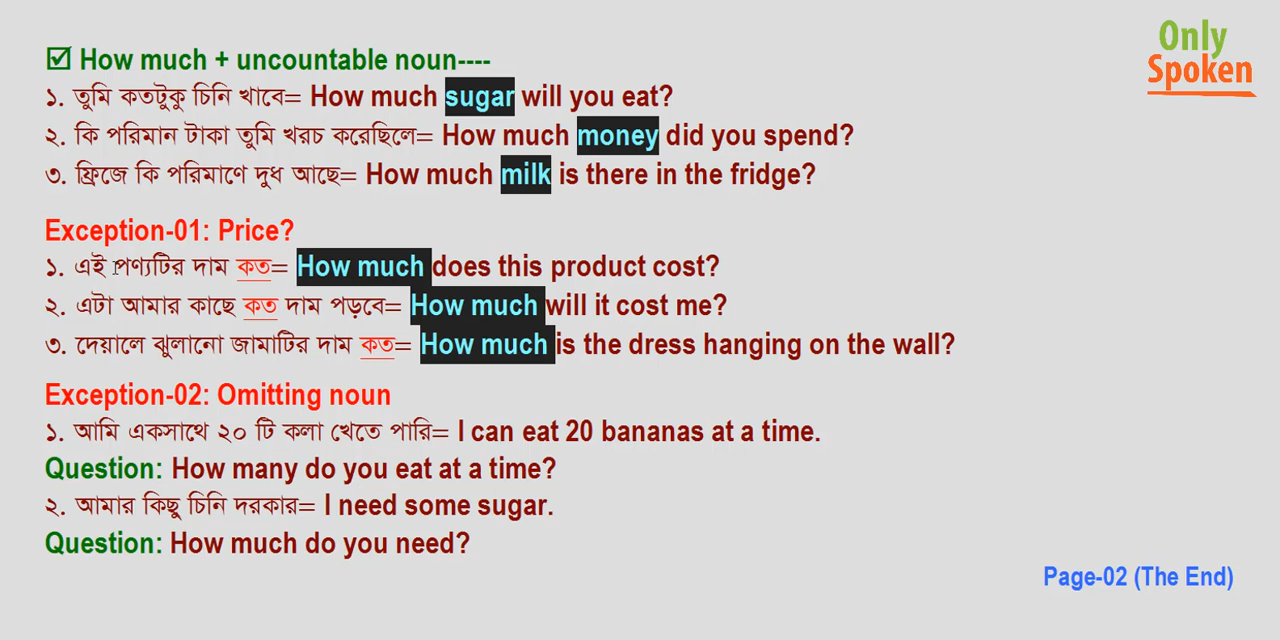 Only
Spoken
☑ How much + uncountable noun----
১. তুমি কতটুকু চিনি খাবে= How much sugar will you eat?
২. কি পরিমান টাকা তুমি খরচ করেছিলে= How much money did you spend?
৩. ফ্রিজে কি পরিমাণে দুধ আছে= How much milk is there in the fridge?
Exception-01: Price?
১. এই পণ্যটির দাম কত= How much does this product cost?
২. এটা আমার কাছে কত দাম পড়বে= How much will it cost me?
৩. দেয়ালে ঝুলানো জামাটির দাম কত= How much is the dress hanging on the wall?
Exception-02: Omitting noun
১. আমি একসাথে ২০ টি কলা খেতে পারি= I can eat 20 bananas at a time.
Question: How many do you eat at a time?
২. আমার কিছু চিনি দরকার= I need some sugar.
Question: How much do you need?
Page-02 (The End)